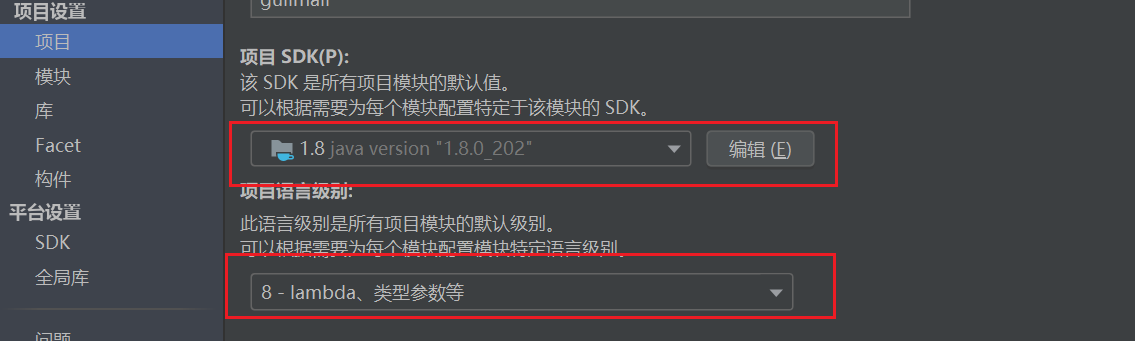 项目设置
项目
模块
库
Facet
构件
平台设置
SDK
全局库
问题
gulimall
项目 SDK(P):
该 SDK 是所有项目模块的默认值。
可以根据需要为每个模块配置特定于该模块的 SDK。
1.8 java version "1.8.0_202"
编辑 (E)
项目语言级别:
此语言级别是所有项目模块的默认级别。
可以根据需要为每个模块配置模块特定语言级别。
8 - lambda、类型参数等